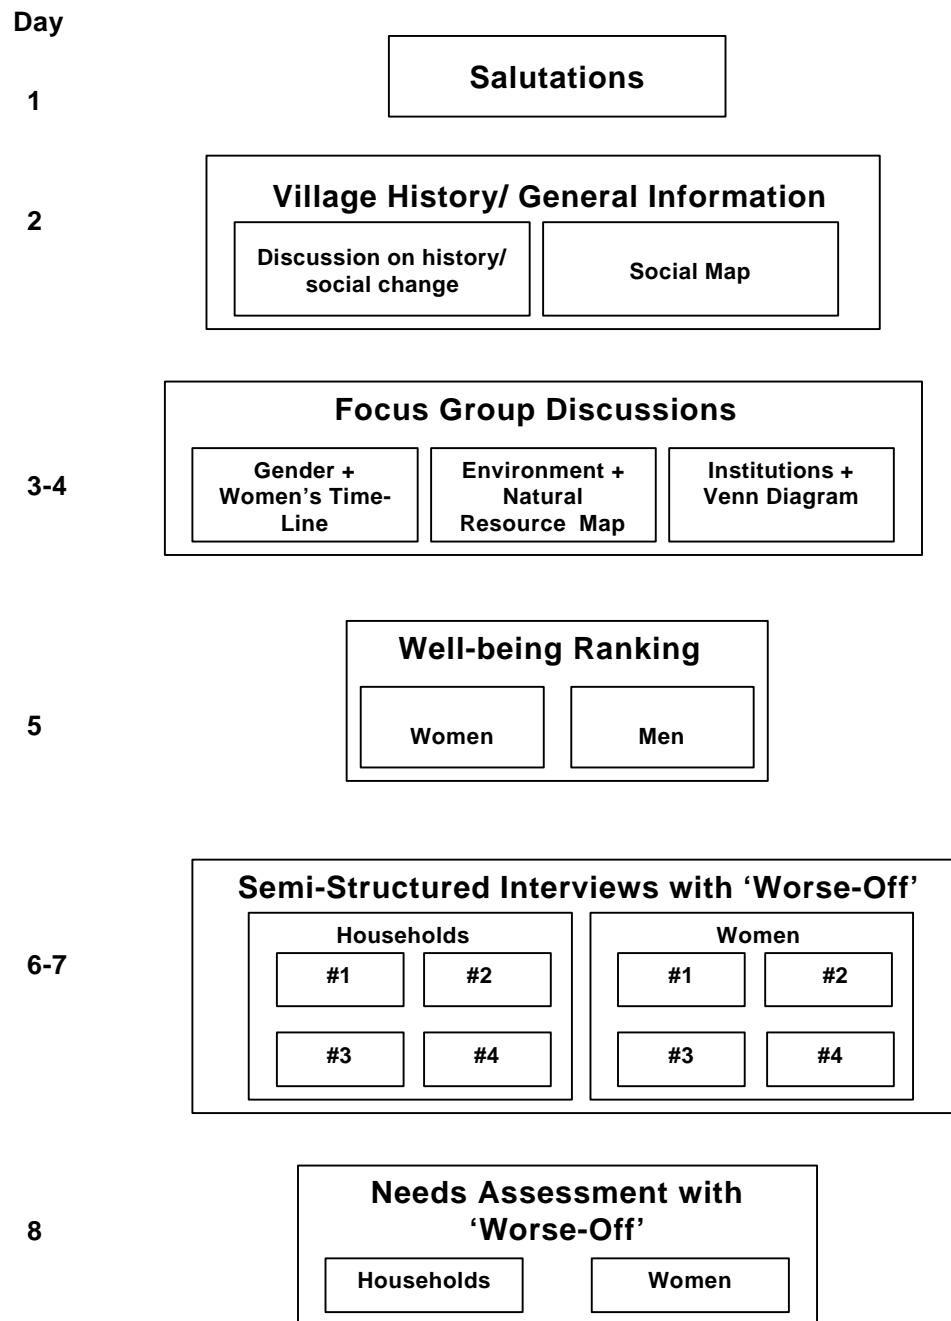 Day
1
Salutations
2
Village History/ General Information
Discussion on history/
social change
Social Map
3-4
Focus Group Discussions
Gender +
Women’s Time-
Line
Environment +
Natural
Resource Map
Institutions +
Venn Diagram
5
Well-being Ranking
Women
Men
6-7
Semi-Structured Interviews with ‘Worse-Off’
Households
#1
#2
#3
#4
Women
#1
#2
#3
#4
8
Needs Assessment with
‘Worse-Off’
Households
Women